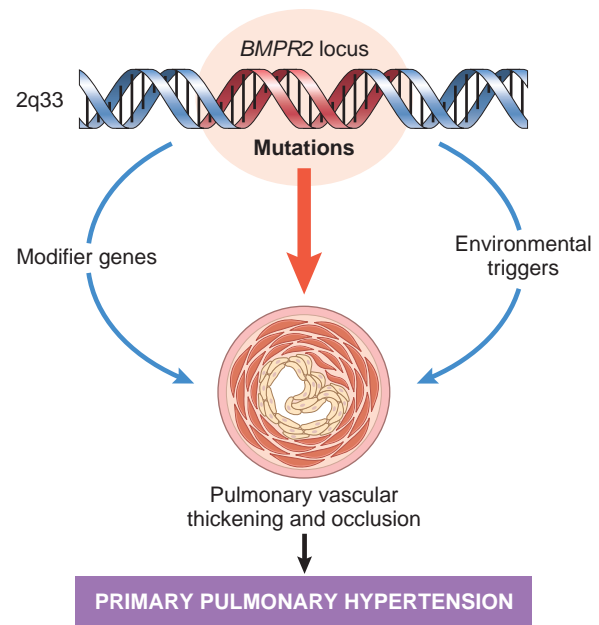 BMPR2 locus
2q33
Mutations
Modifier genes
Environmental
triggers
Pulmonary vascular
thickening and occlusion
PRIMARY PULMONARY HYPERTENSION